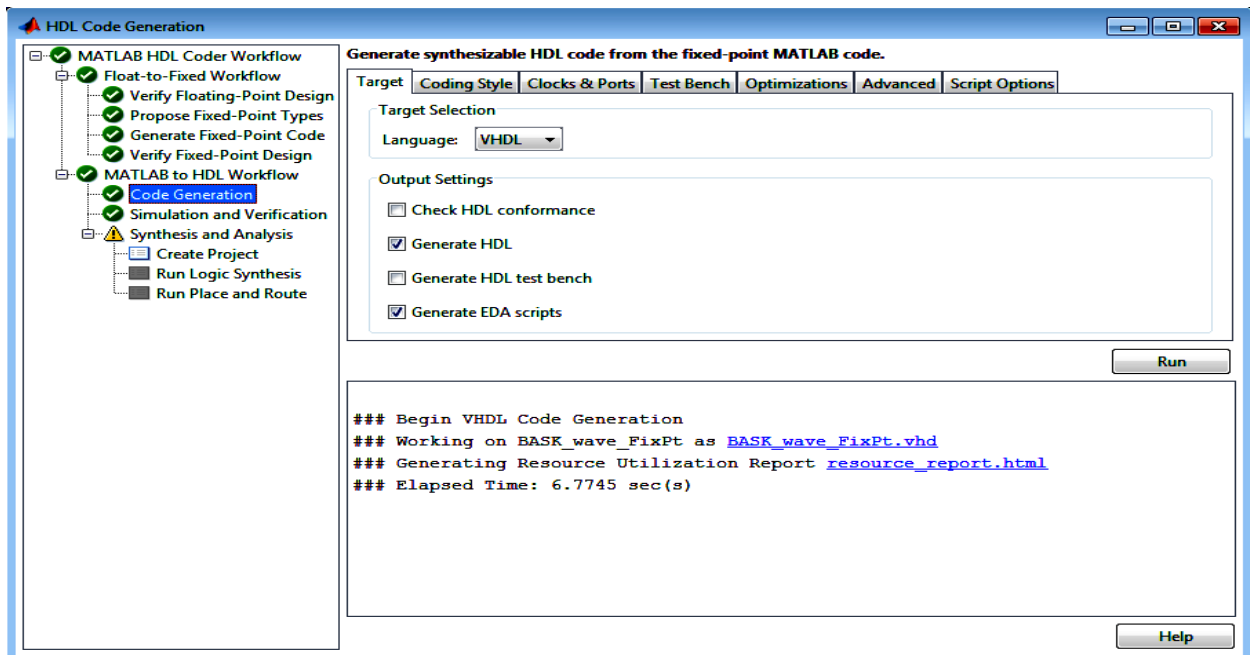 HDL Code Generation
MATLAB HDL Coder Workflow
Float-to-Fixed Workflow
Verify Floating-Point Design
Propose Fixed-Point Types
Generate Fixed-Point Code
Verify Fixed-Point Design
MATLAB to HDL Workflow
Code Generation
Simulation and Verification
Synthesis and Analysis
Create Project
Run Logic Synthesis
Run Place and Route
Generate synthesizable HDL code from the fixed-point MATLAB code.
Target Coding Style Clocks & Ports Test Bench Optimizations Advanced Script Options
Target Selection
Language: VHDL
Output Settings
Check HDL conformance
Generate HDL
Generate HDL test bench
Generate EDA scripts
Run
### Begin VHDL Code Generation
### Working on BASK_wave_FixPt as BASK_wave_FixPt.vhd
### Generating Resource Utilization Report resource_report.html
### Elapsed Time: 6.7745 sec(s)
Help